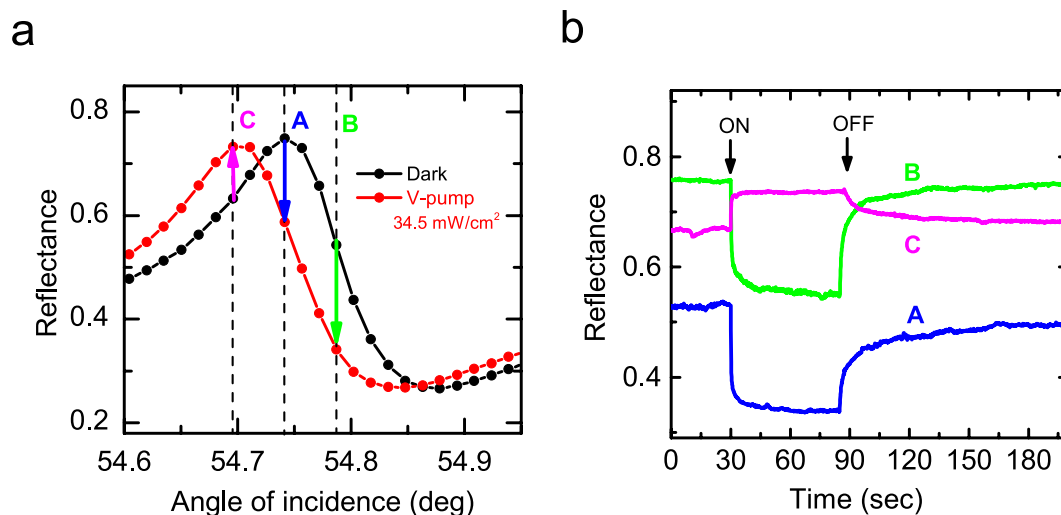 a
0.8
0.6
0.4
0.2
Reflectance
C
A
B
Dark
V-pump
34.5 mW/cm²
54.6
54.7
54.8
54.9
Angle of incidence (deg)
b
0.8
0.6
0.4
Reflectance
ON
OFF
B
C
A
0
30
60
90
120
150
180
Time (sec)